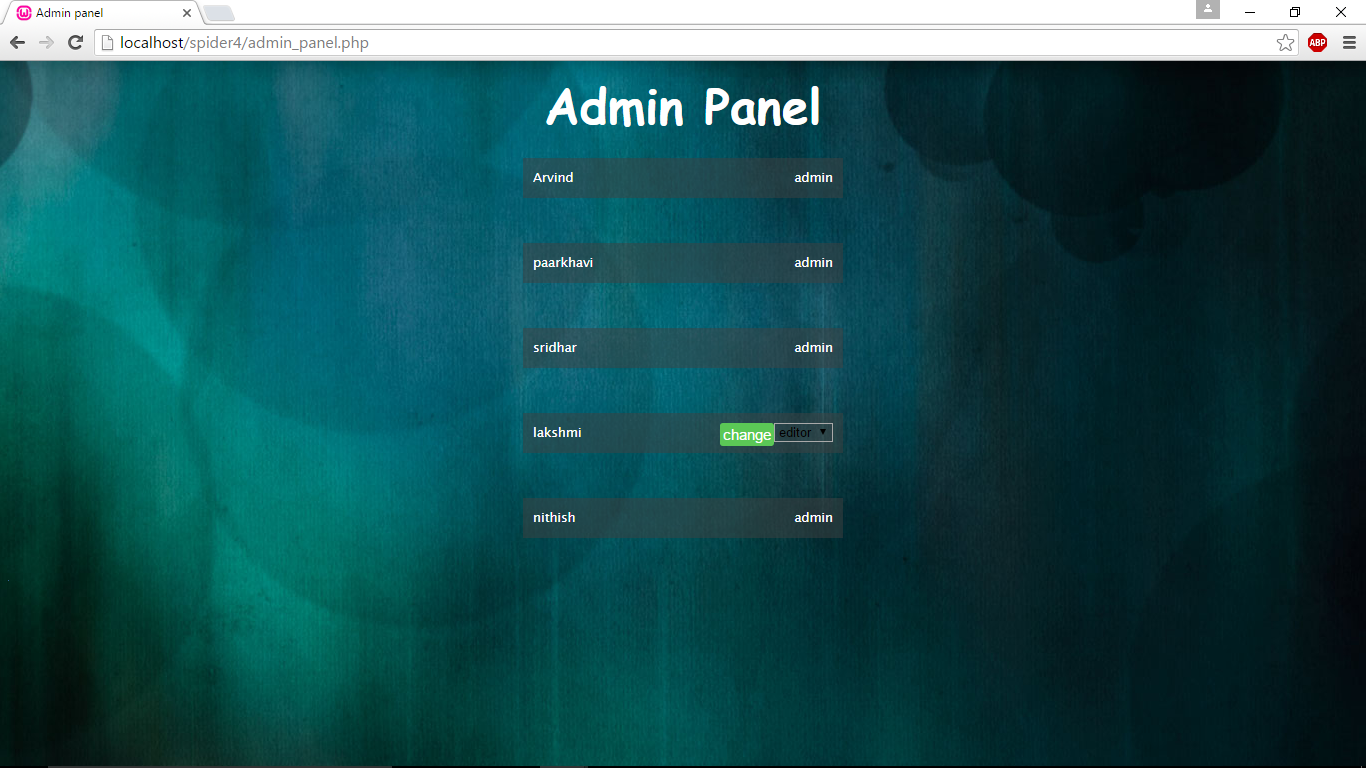 Admin panel
localhost/spider4/admin_panel.php
ABP
Admin Panel
Arvind admin
paarkhavi admin
sridhar admin
lakshmi change editor
nithish admin